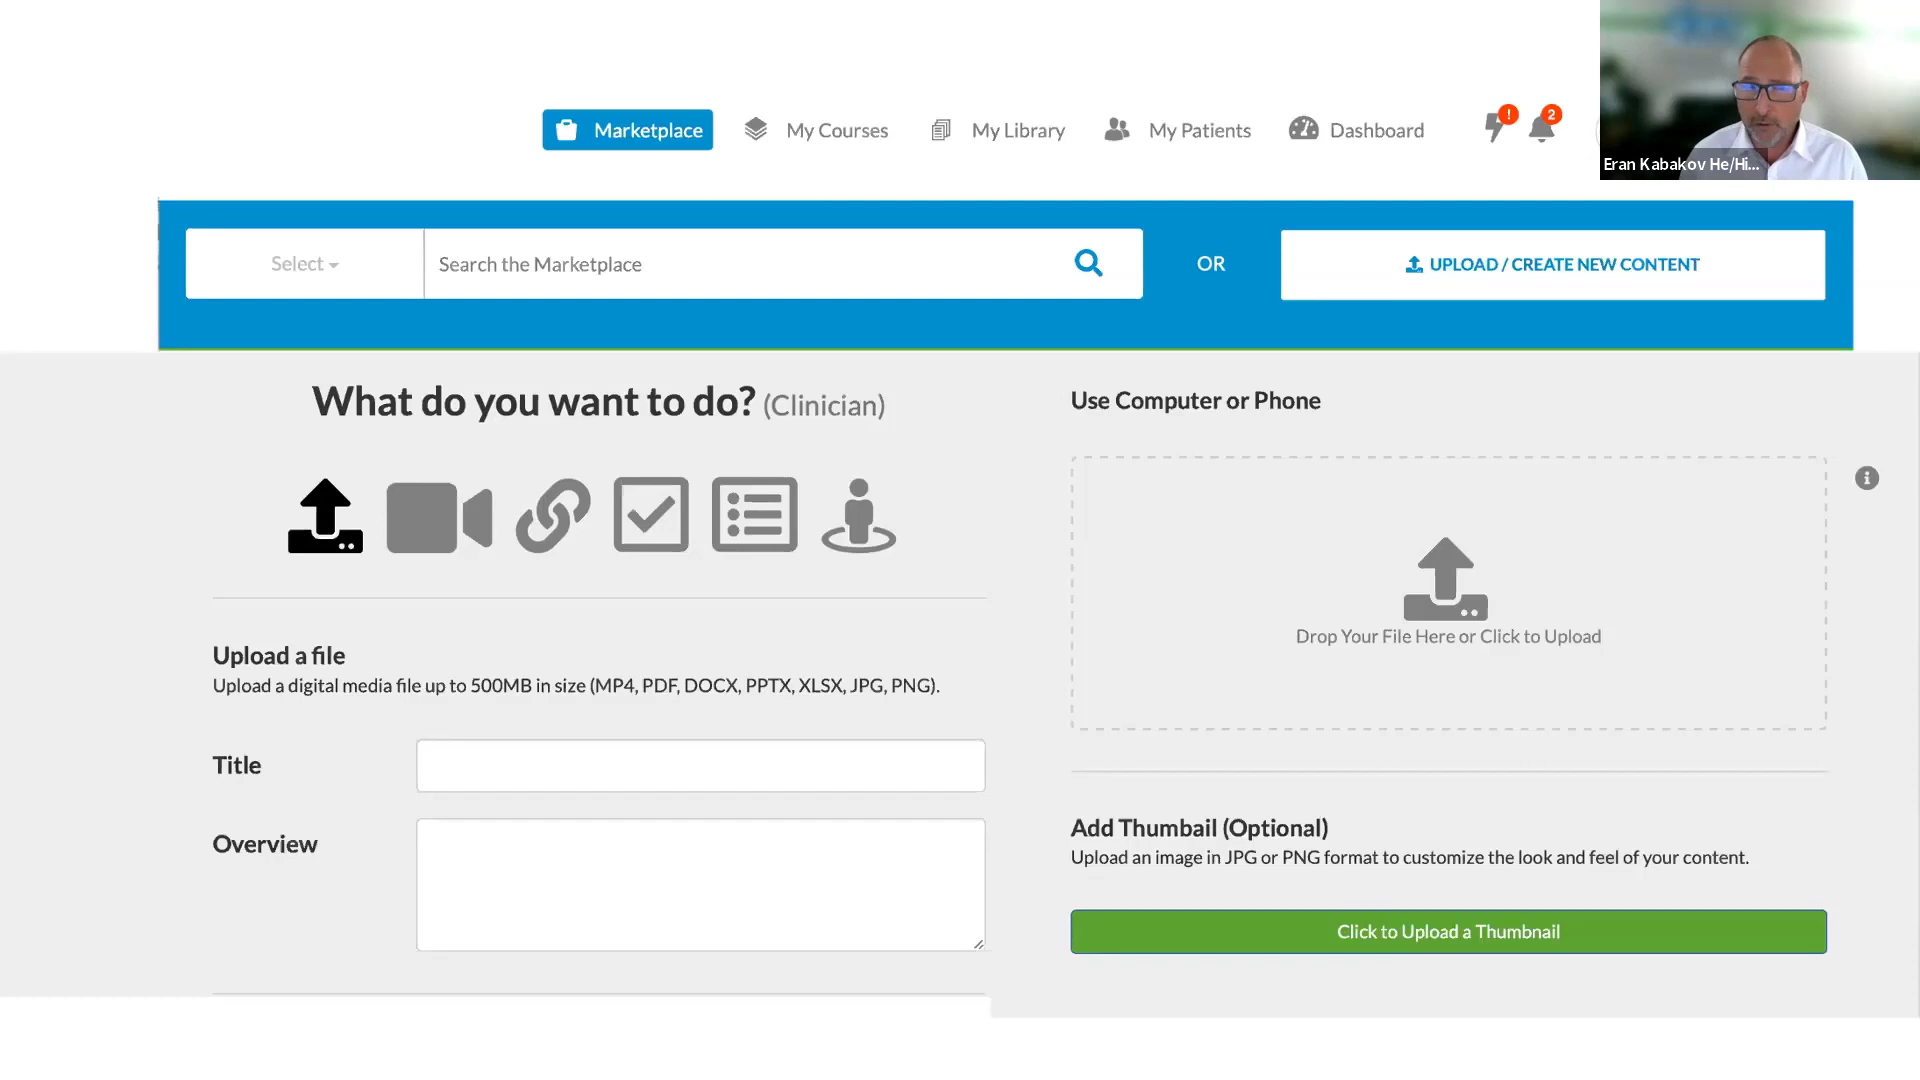 Marketplace
My Courses
My Library
My Patients
Dashboard
!
2
Eran Kabakov He/Hi...
Select
Search the Marketplace
OR
UPLOAD / CREATE NEW CONTENT
What do you want to do? (Clinician)
Use Computer or Phone
Drop Your File Here or Click to Upload
Upload a file
Upload a digital media file up to 500MB in size (MP4, PDF, DOCX, PPTX, XLSX, JPG, PNG).
Title
Overview
Add Thumbail (Optional)
Upload an image in JPG or PNG format to customize the look and feel of your content.
Click to Upload a Thumbnail